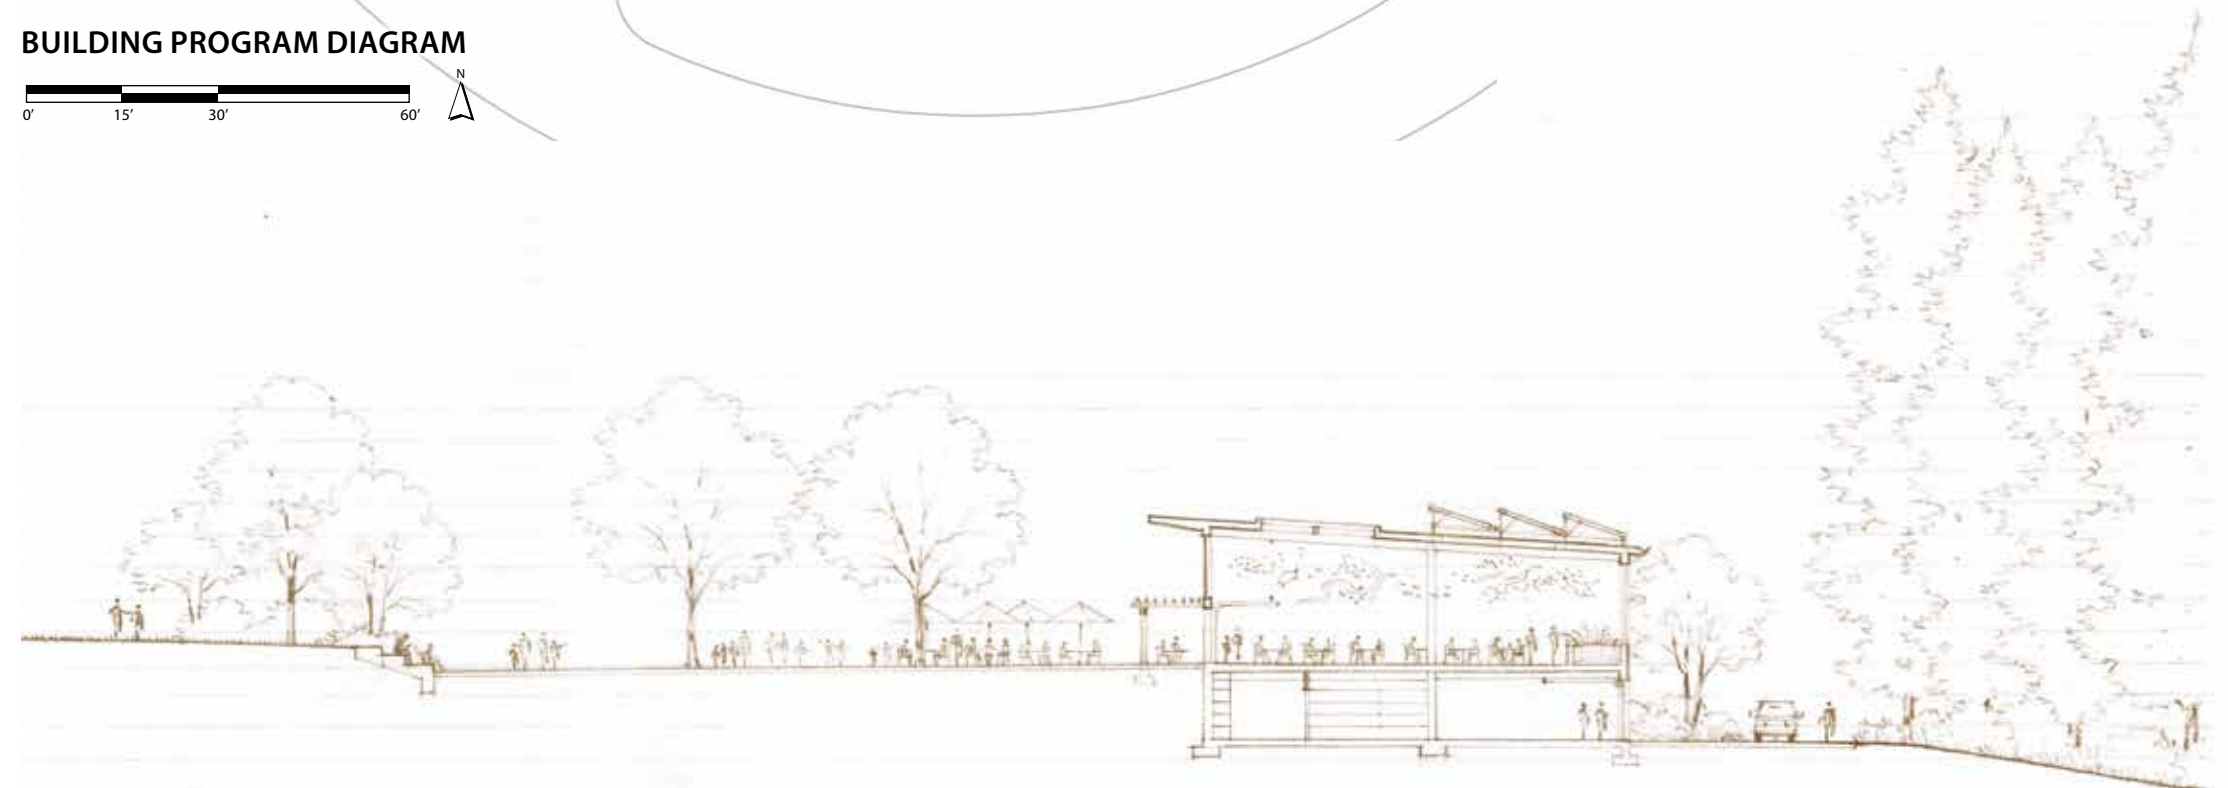 BUILDING PROGRAM DIAGRAM
N
0’ 15’ 30’ 60’